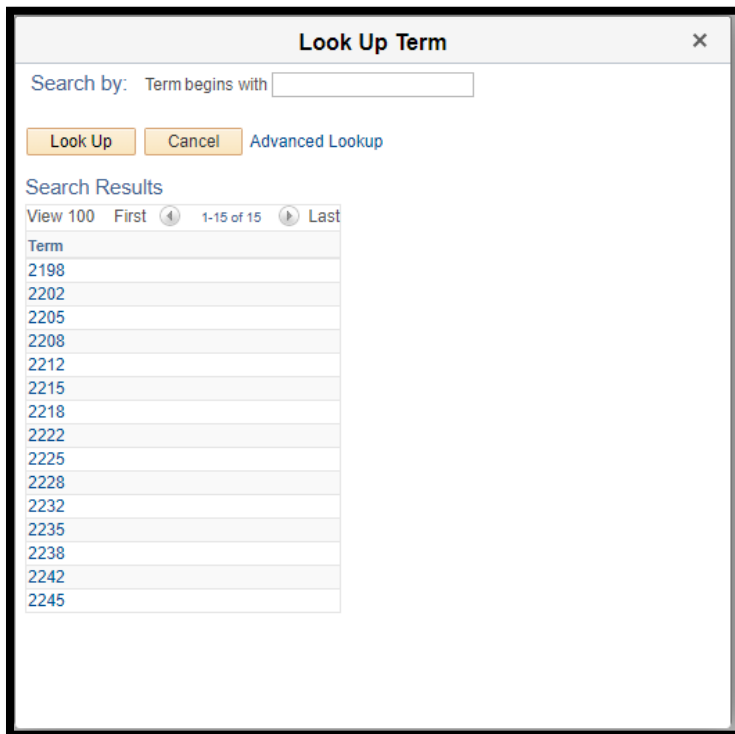 Look Up Term ×
Search by: Term begins with
Look Up Cancel Advanced Lookup
Search Results
View 100 First 1-15 of 15 Last
Term
2198
2202
2205
2208
2212
2215
2218
2222
2225
2228
2232
2235
2238
2242
2245